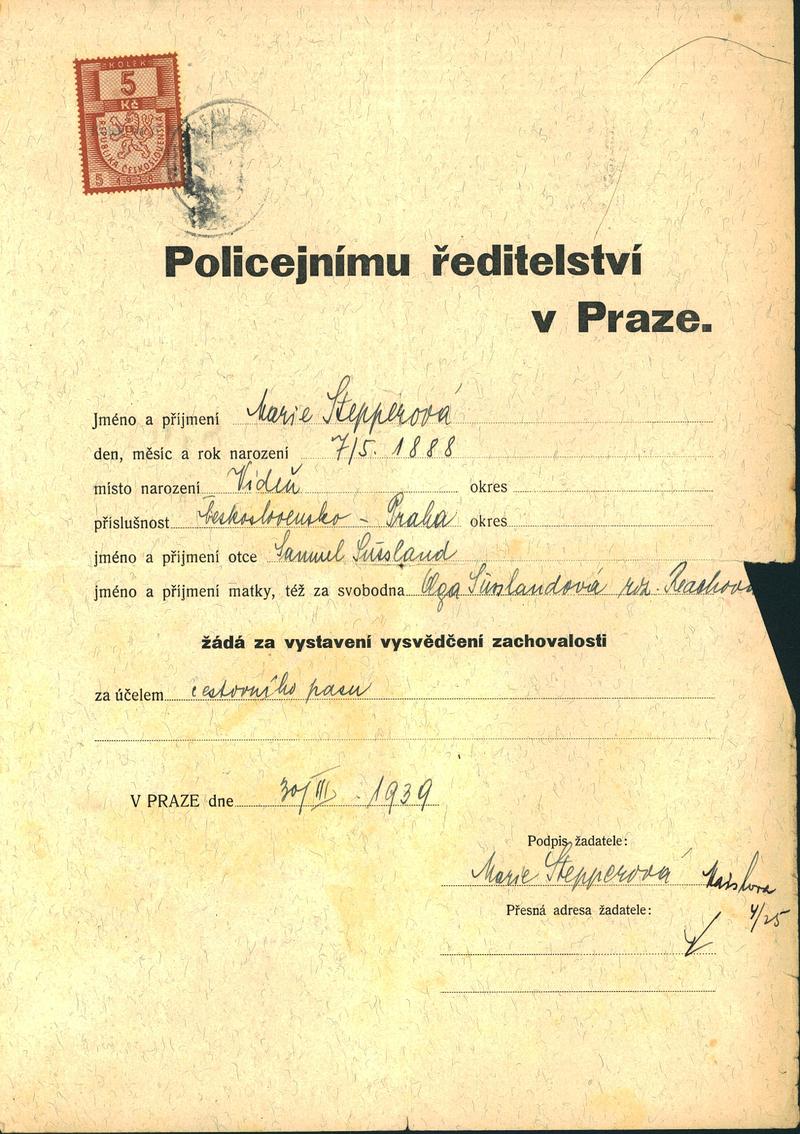 KOLEK
5
Kč
REPUBLIKA ČESKOSLOVENSKÁ
5 1938
Policejnímu ředitelství
v Praze.
Jméno a příjmení Marie Stepperová
den, měsíc a rok narození 7/5. 1888
místo narození Vídeň okres
příslušnost Československo - Praha okres
jméno a přijmení otce Samuel Süssland
jméno a příjmení matky, též za svobodna Olga Süsslandová roz.
žádá za vystavení vysvědčení zachovalosti
za účelem cestovního pasu
V PRAZE dne 30/III. 1939
Podpis žadatele:
Marie Stepperová Maislova
Přesná adresa žadatele:
4/25